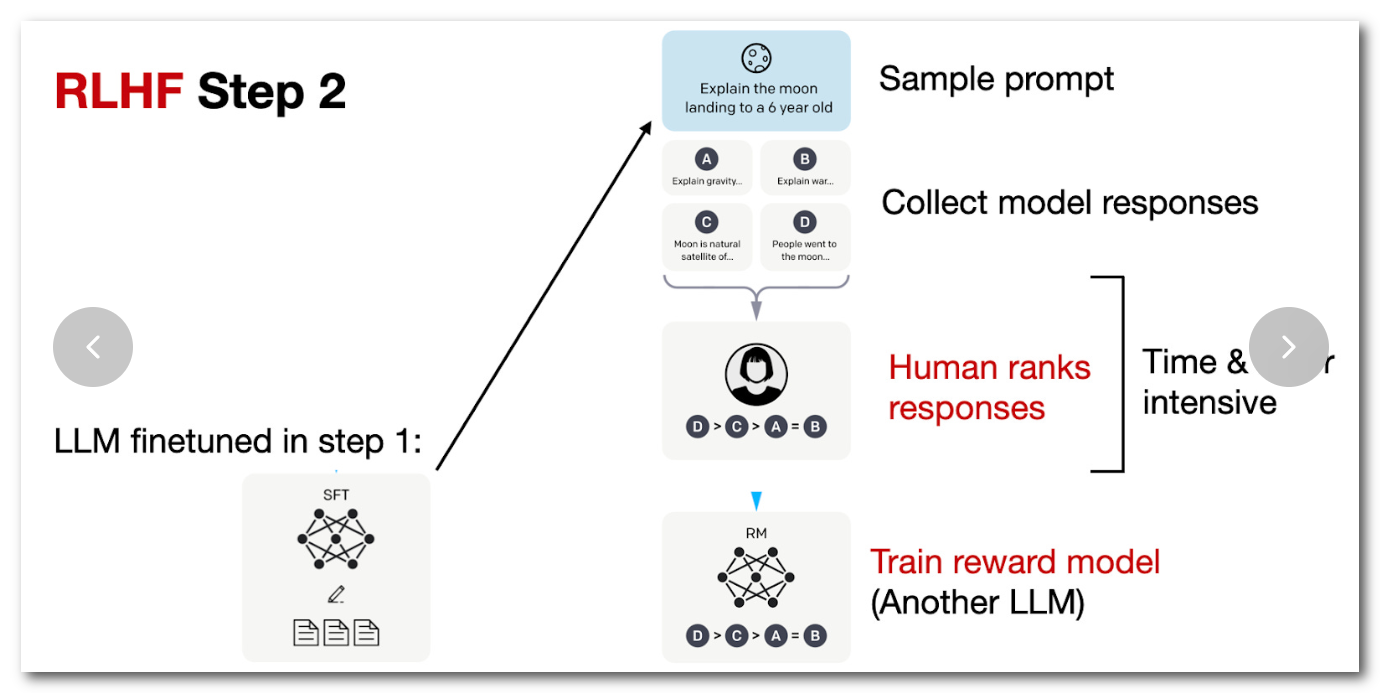 RLHF Step 2
Explain the moon
landing to a 6 year old
Sample prompt
A
Explain gravity...
B
Explain war...
C
Moon is natural
satellite of...
D
People went to
the moon...
Collect model responses
D > C > A = B
Human ranks
responses
Time &
intensive
LLM finetuned in step 1:
SFT
RM
D > C > A = B
Train reward model
(Another LLM)